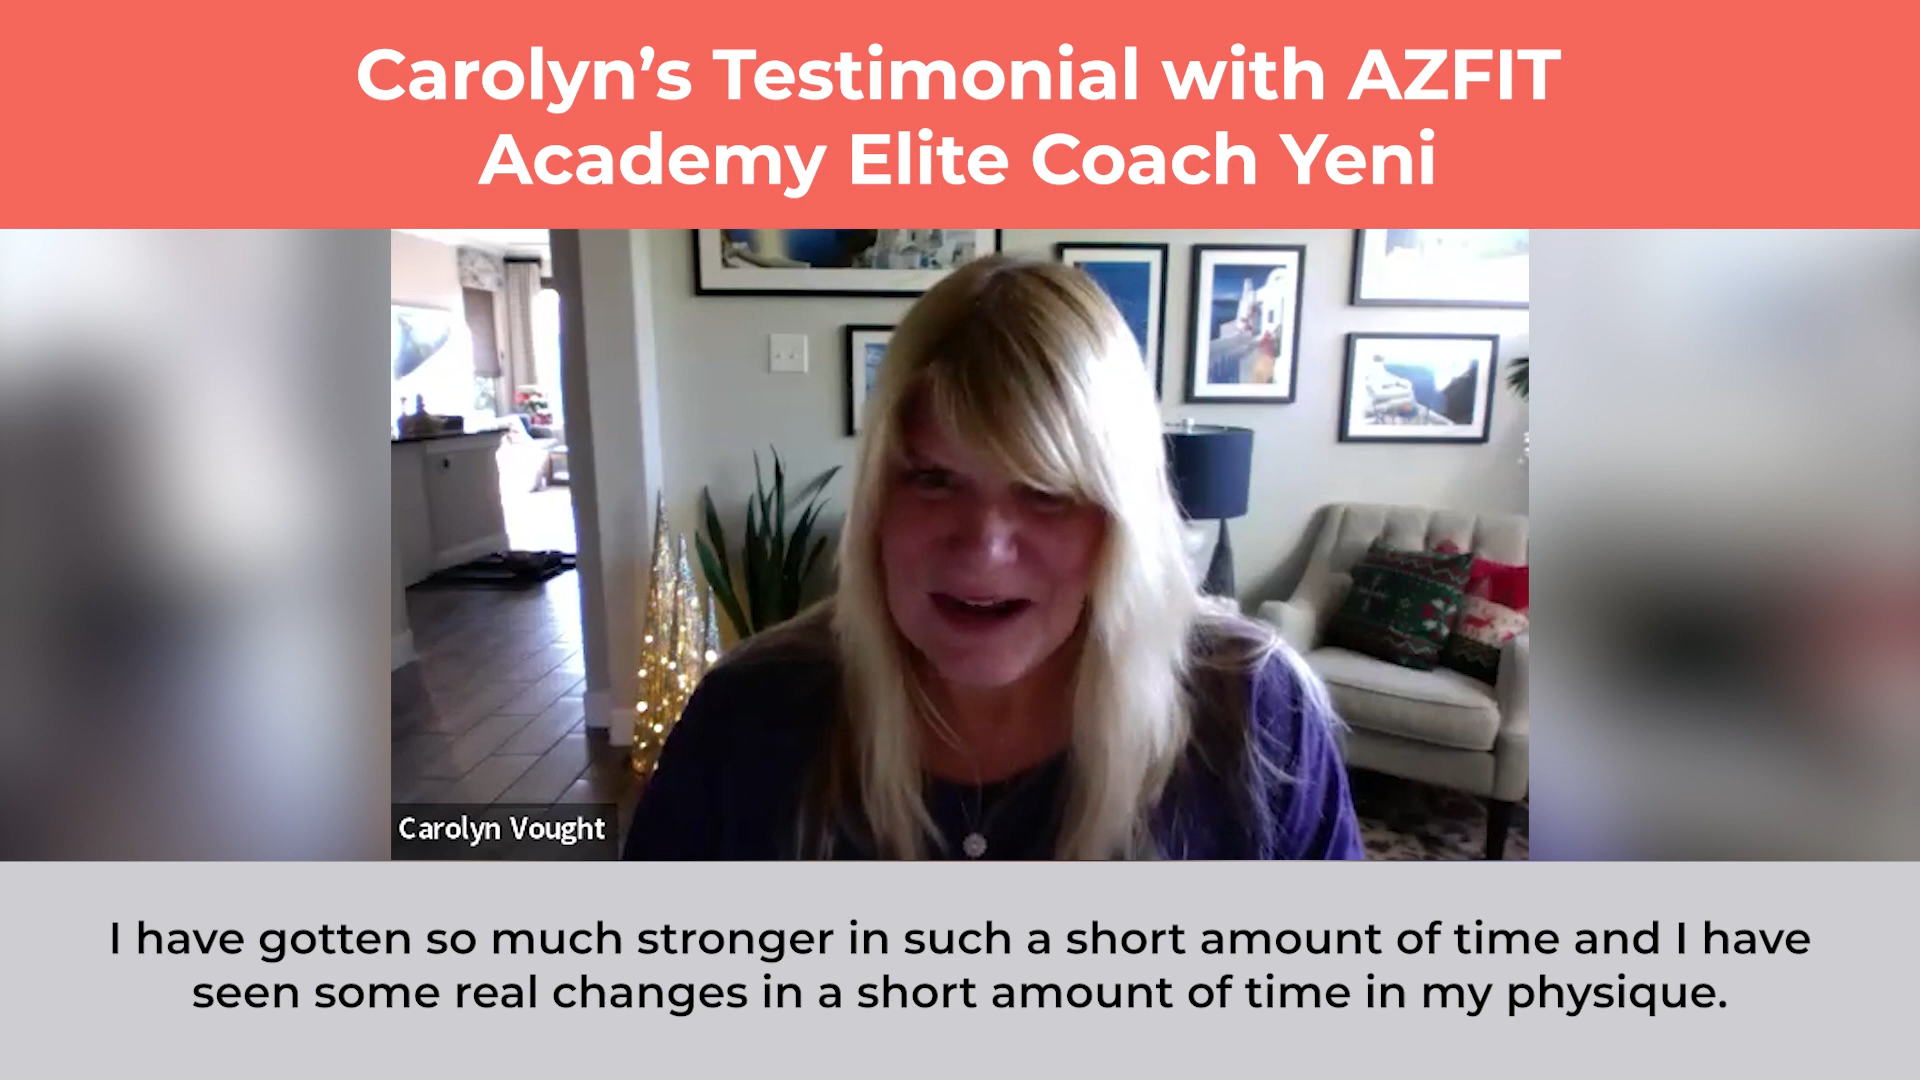 Carolyn’s Testimonial with AZFIT
Academy Elite Coach Yeni
Carolyn Vought
I have gotten so much stronger in such a short amount of time and I have
seen some real changes in a short amount of time in my physique.